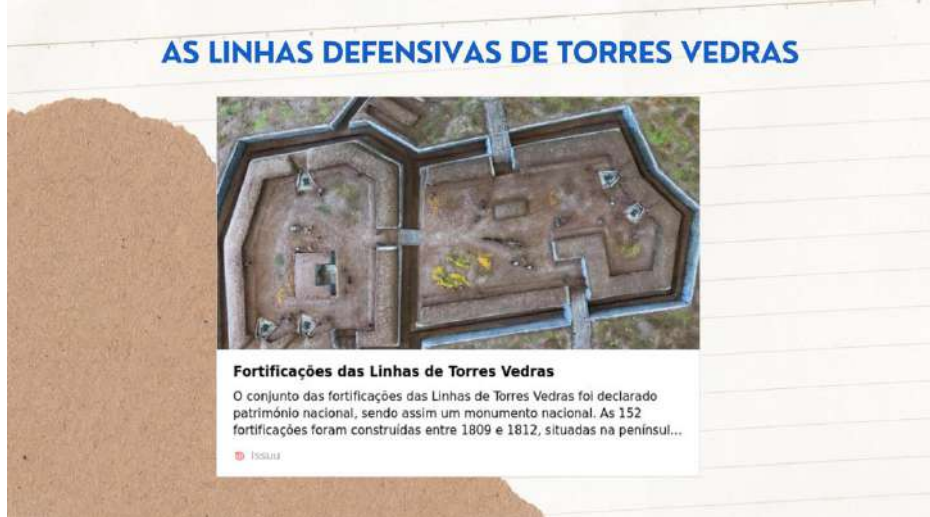 AS LINHAS DEFENSIVAS DE TORRES VEDRAS
Fortificações das Linhas de Torres Vedras
O conjunto das fortificações das Linhas de Torres Vedras foi declarado
património nacional, sendo assim um monumento nacional. As 152
fortificações foram construídas entre 1809 e 1812, situadas na penínsul...
Issuu